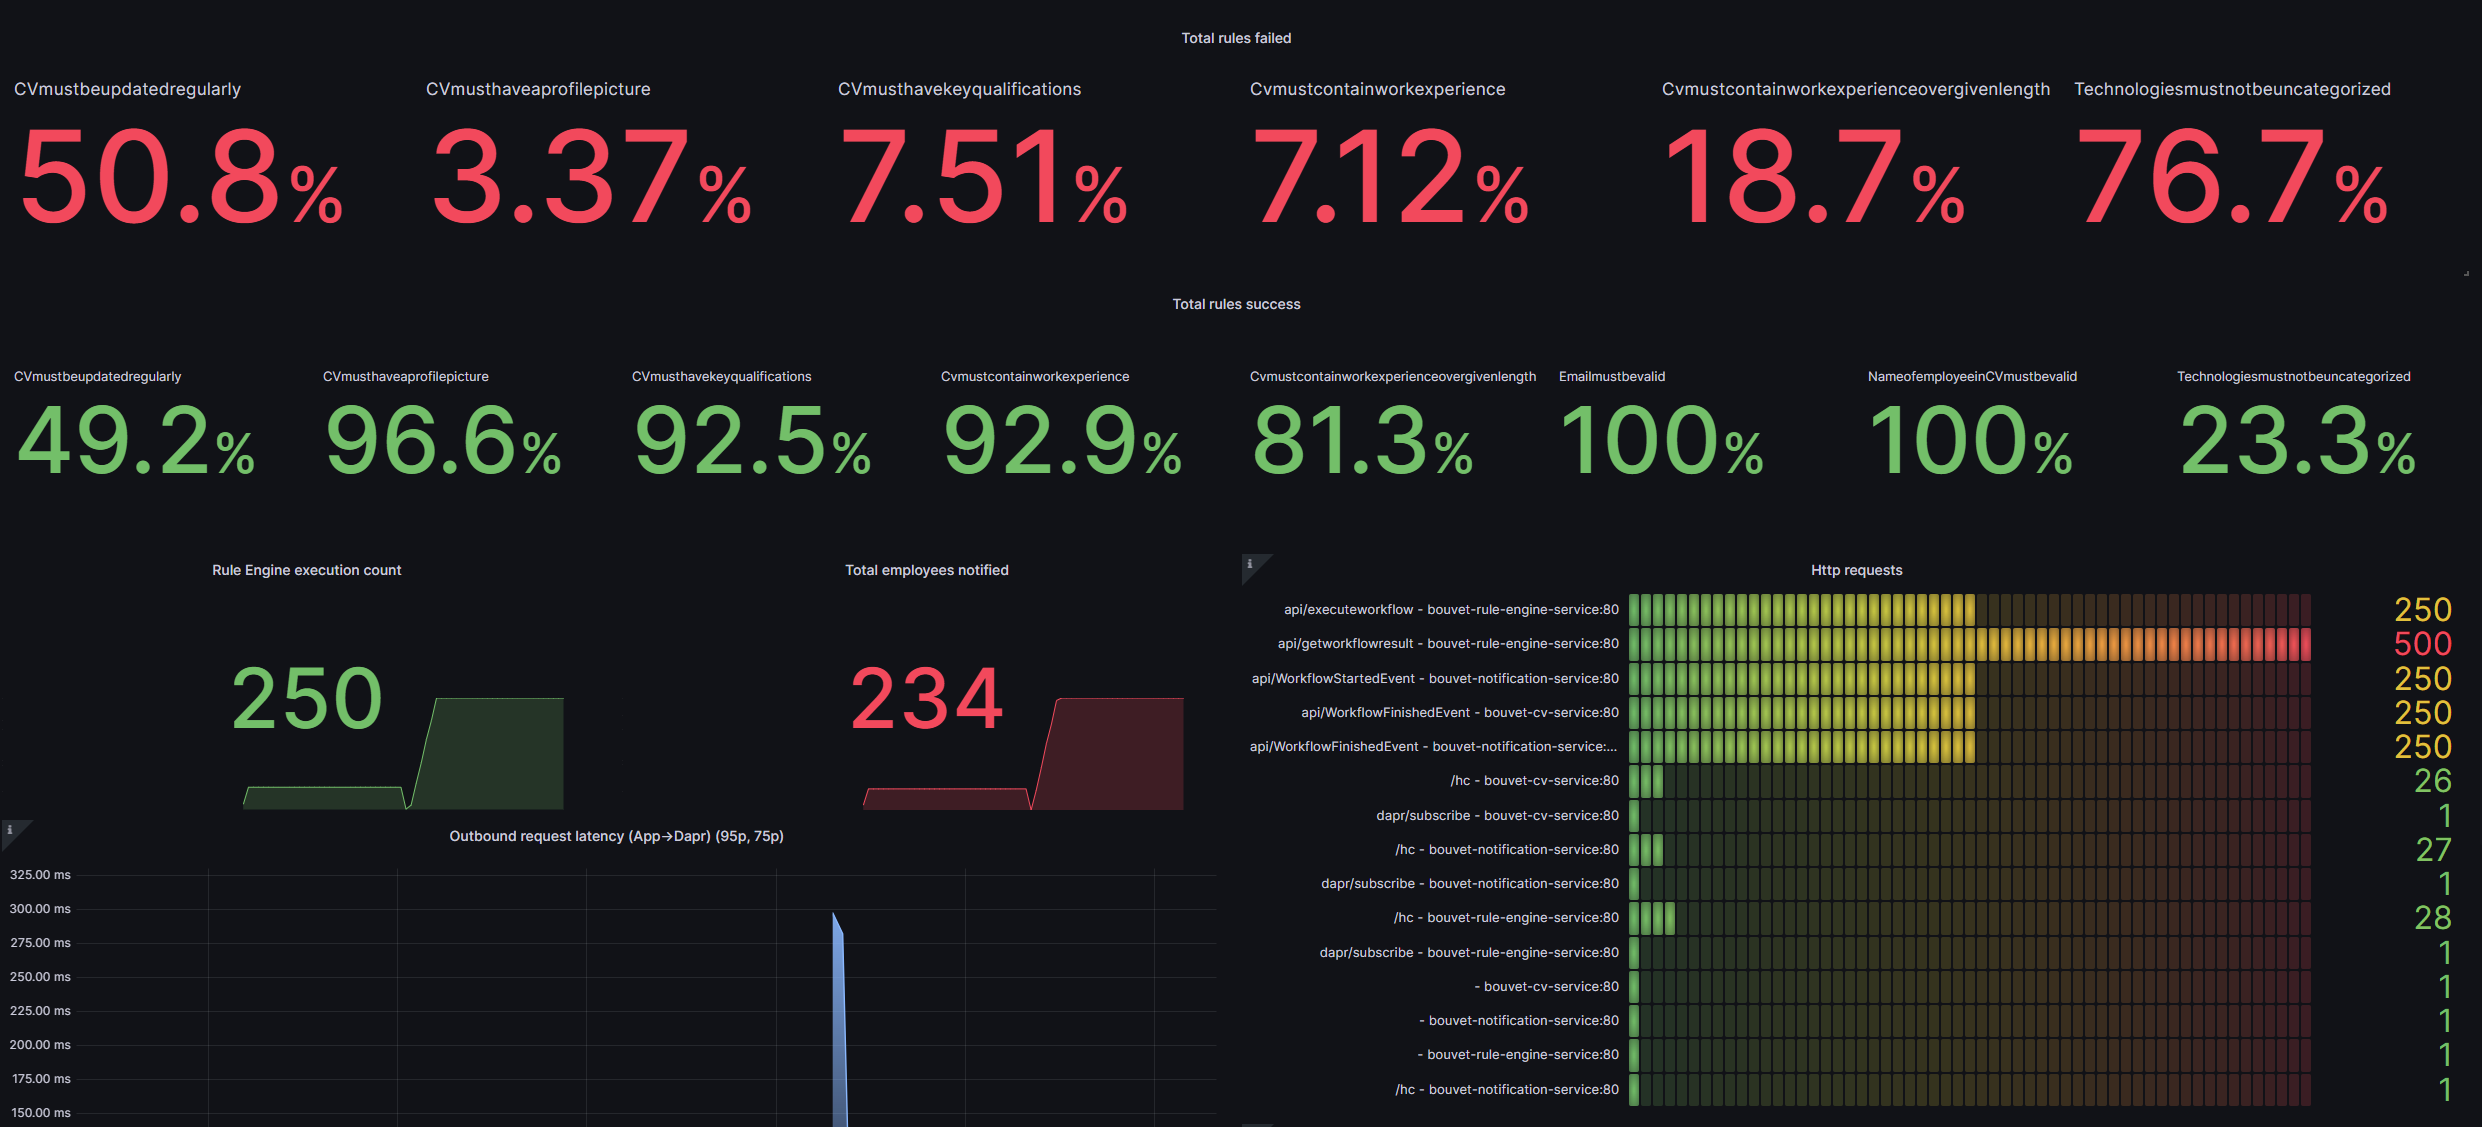 Total rules failed
CVmustbeupdatedregularly CVmusthaveaprofilepicture CVmusthavekeyqualifications Cvmustcontainworkexperience Cvmustcontainworkexperienceovergivenlength Technologiesmustnotbeuncategorized
50.8% 3.37% 7.51% 7.12% 18.7% 76.7%
Total rules success
CVmustbeupdatedregularly CVmusthaveaprofilepicture CVmusthavekeyqualifications Cvmustcontainworkexperience Cvmustcontainworkexperienceovergivenlength Emailmustbevalid NameofemployeeinCVmustbevalid Technologiesmustnotbeuncategorized
49.2% 96.6% 92.5% 92.9% 81.3% 100% 100% 23.3%
Rule Engine execution count
250
Total employees notified
234
Outbound request latency (App→Dapr) (95p, 75p)
325.00 ms
300.00 ms
275.00 ms
250.00 ms
225.00 ms
200.00 ms
175.00 ms
150.00 ms
i
Http requests
api/executeworkflow - bouvet-rule-engine-service:80 250
api/getworkflowresult - bouvet-rule-engine-service:80 500
api/WorkflowStartedEvent - bouvet-notification-service:80 250
api/WorkflowFinishedEvent - bouvet-cv-service:80 250
api/WorkflowFinishedEvent - bouvet-notification-service:... 250
/hc - bouvet-cv-service:80 26
dapr/subscribe - bouvet-cv-service:80 1
/hc - bouvet-notification-service:80 27
dapr/subscribe - bouvet-notification-service:80 1
/hc - bouvet-rule-engine-service:80 28
dapr/subscribe - bouvet-rule-engine-service:80 1
- bouvet-cv-service:80 1
- bouvet-notification-service:80 1
- bouvet-rule-engine-service:80 1
/hc - bouvet-notification-service:80 1